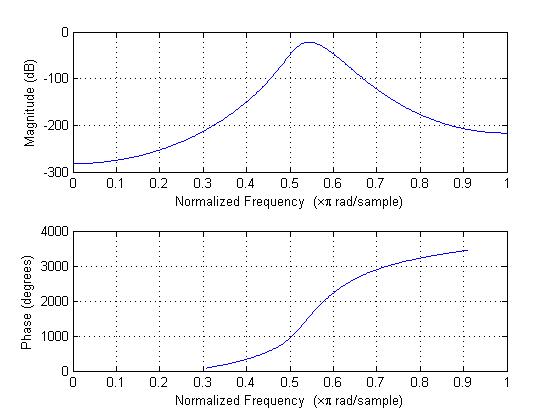 0
-100
-200
-300
Magnitude (dB)
0 0.1 0.2 0.3 0.4 0.5 0.6 0.7 0.8 0.9 1
Normalized Frequency (×π rad/sample)
4000
3000
2000
1000
0
Phase (degrees)
0 0.1 0.2 0.3 0.4 0.5 0.6 0.7 0.8 0.9 1
Normalized Frequency (×π rad/sample)